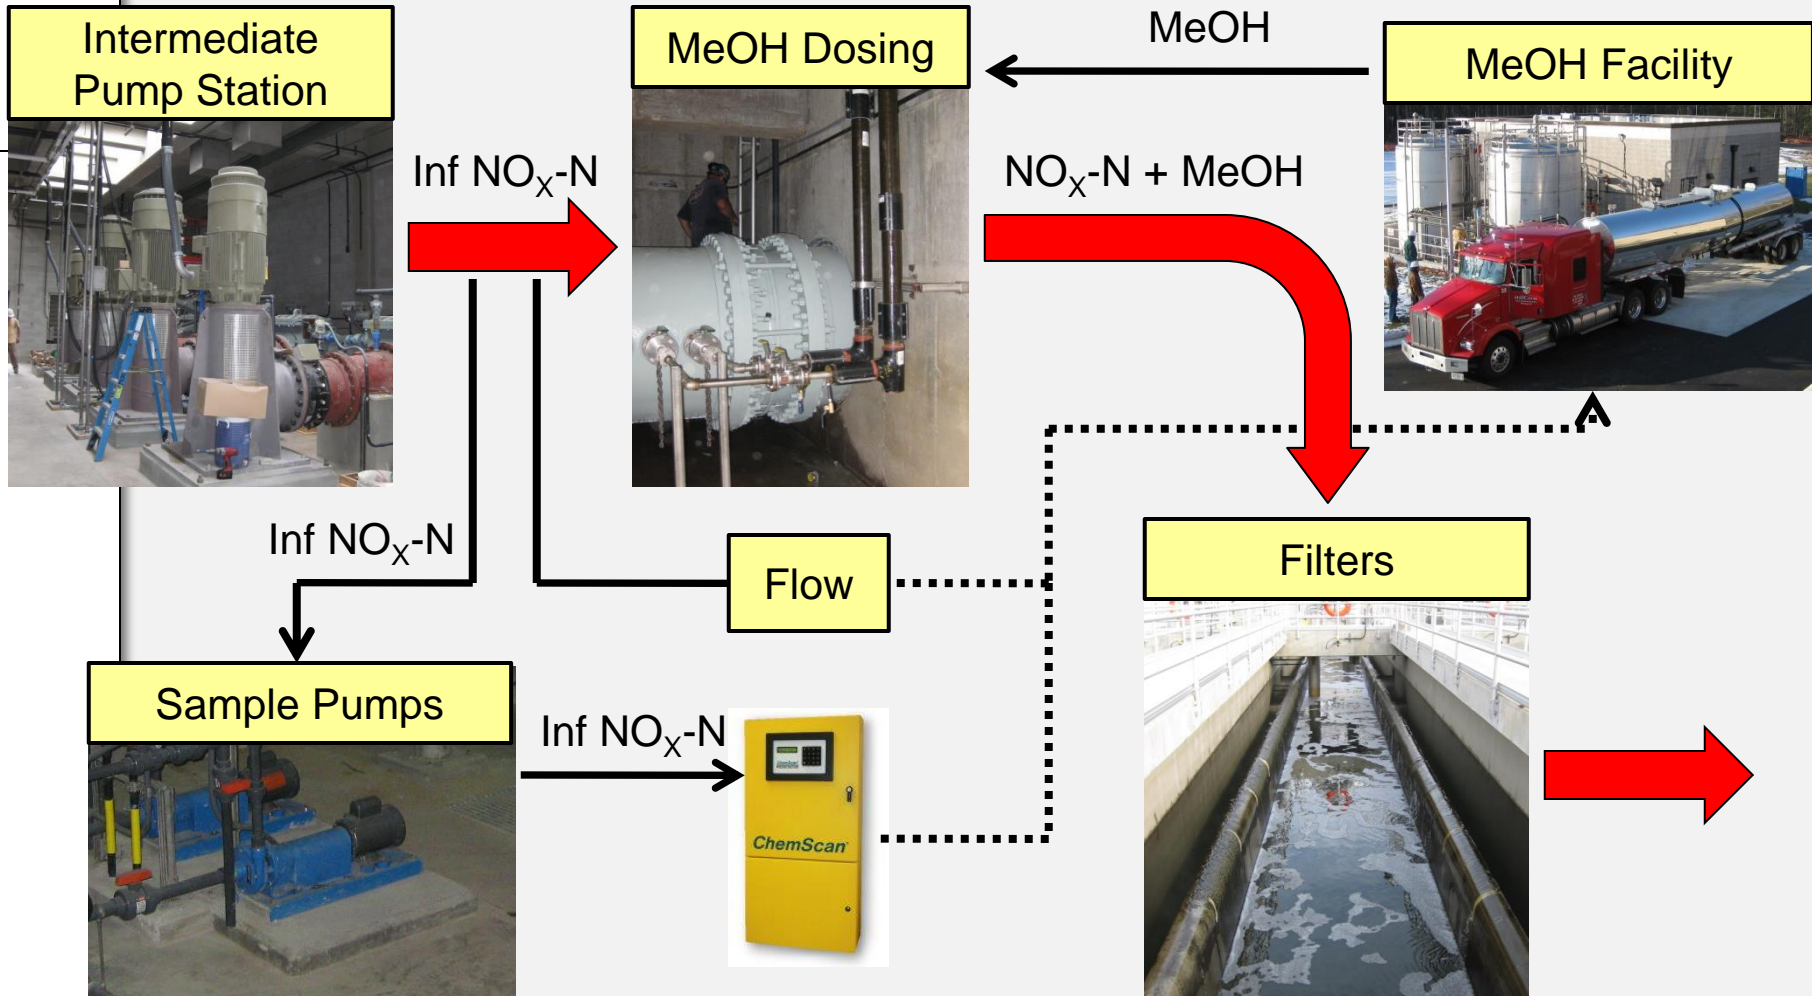 Intermediate
Pump Station
Inf NOX-N
MeOH Dosing
MeOH
MeOH Facility
NOX-N + MeOH
Inf NOX-N
Flow
Filters
Sample Pumps
Inf NOX-N
ChemScan